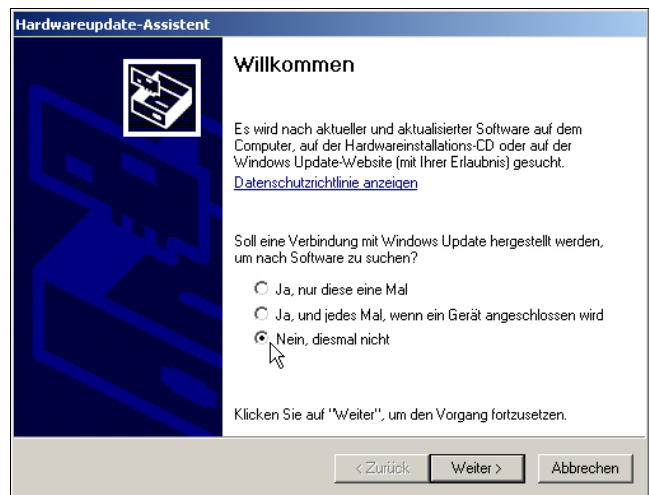 Hardwareupdate-Assistent
Willkommen
Es wird nach aktueller und aktualisierter Software auf dem
Computer, auf der Hardwareinstallations-CD oder auf der
Windows Update-Website (mit Ihrer Erlaubnis) gesucht.
Datenschutzrichtlinie anzeigen
Soll eine Verbindung mit Windows Update hergestellt werden,
um nach Software zu suchen?
Ja, nur diese eine Mal
Ja, und jedes Mal, wenn ein Gerät angeschlossen wird
Nein, diesmal nicht
Klicken Sie auf "Weiter", um den Vorgang fortzusetzen.
< Zurück Weiter > Abbrechen